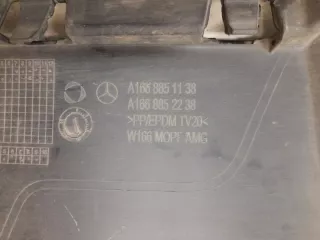 A166 885 11 38
A166 885 22 38
>PP/EPDM TV20<
W166 MOPF AMG